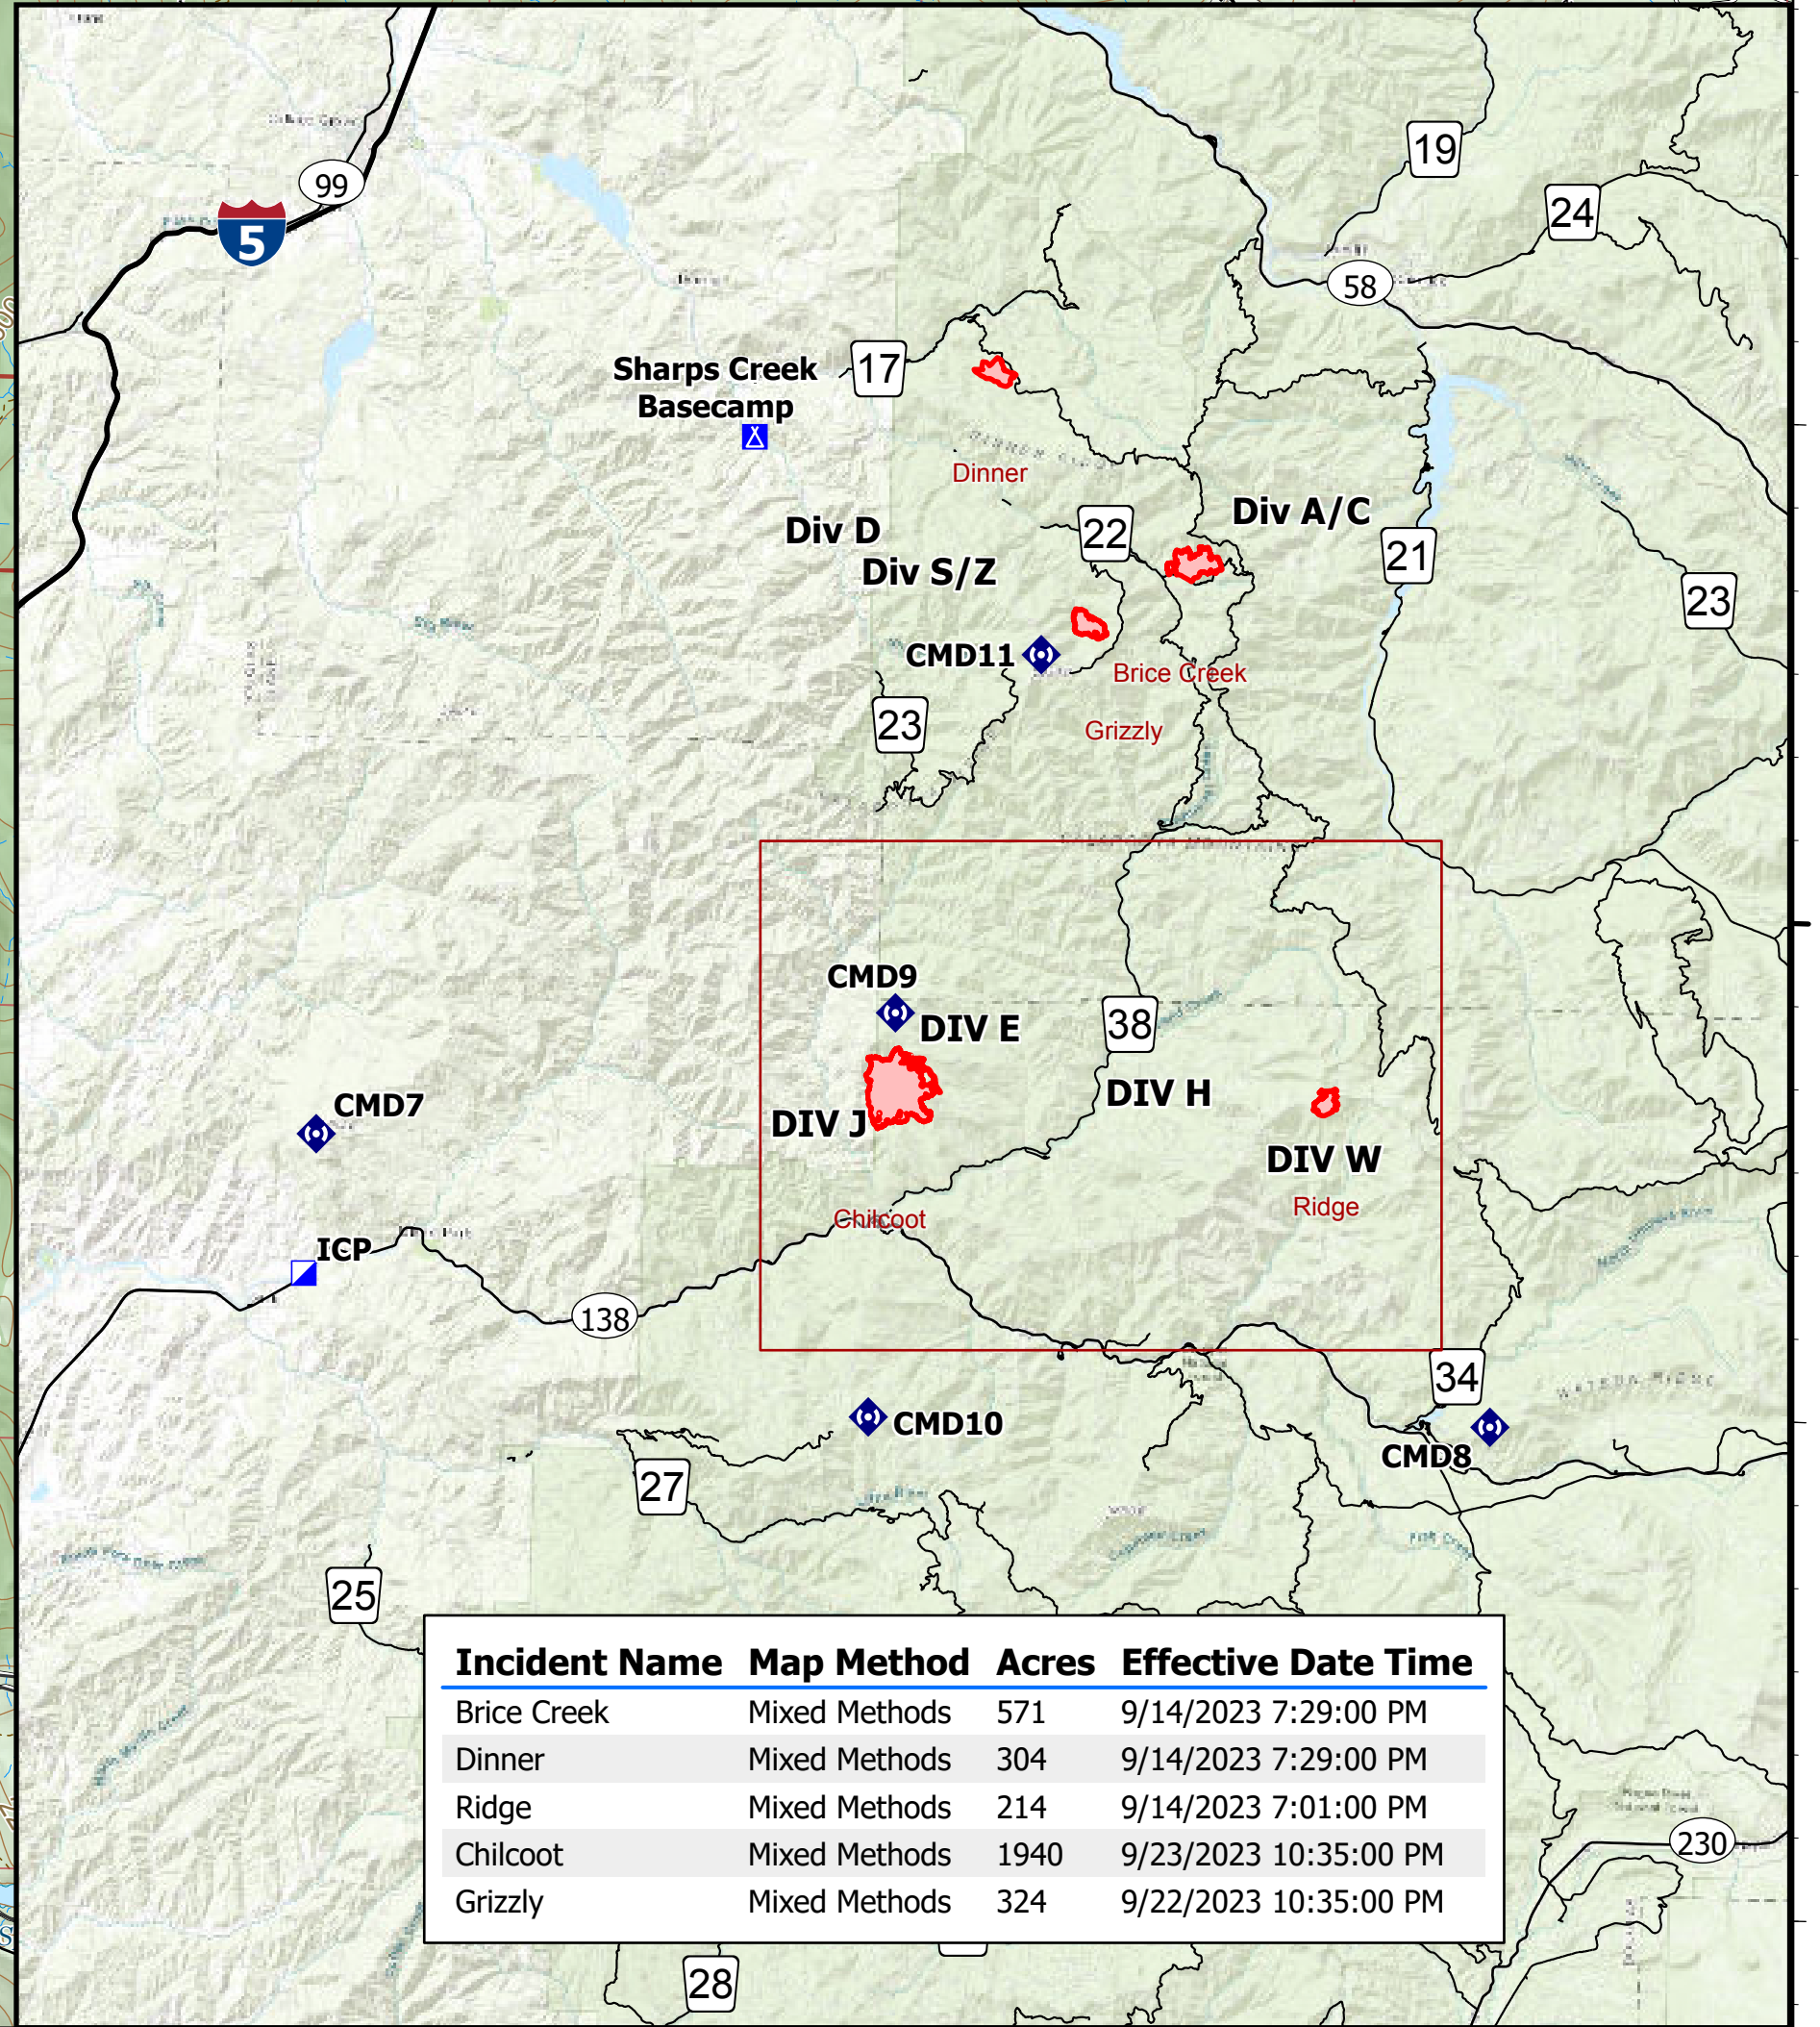 19
99
24
5
58
Sharps Creek
Basecamp
17
Dinner
Div A/C
22
Div D
21
Div S/Z
23
CMD11
Brice Creek
23
Grizzly
CMD9
38
DIV E
DIV H
CMD7
DIV J
DIV W
Ridge
Chilcoot
ICP
138
34
CMD10
CMD8
27
25
Incident Name Map Method Acres Effective Date Time
Brice Creek Mixed Methods 571 9/14/2023 7:29:00 PM
Dinner Mixed Methods 304 9/14/2023 7:29:00 PM
Ridge Mixed Methods 214 9/14/2023 7:01:00 PM
Chilcoot Mixed Methods 1940 9/23/2023 10:35:00 PM
Grizzly Mixed Methods 324 9/22/2023 10:35:00 PM
230
28